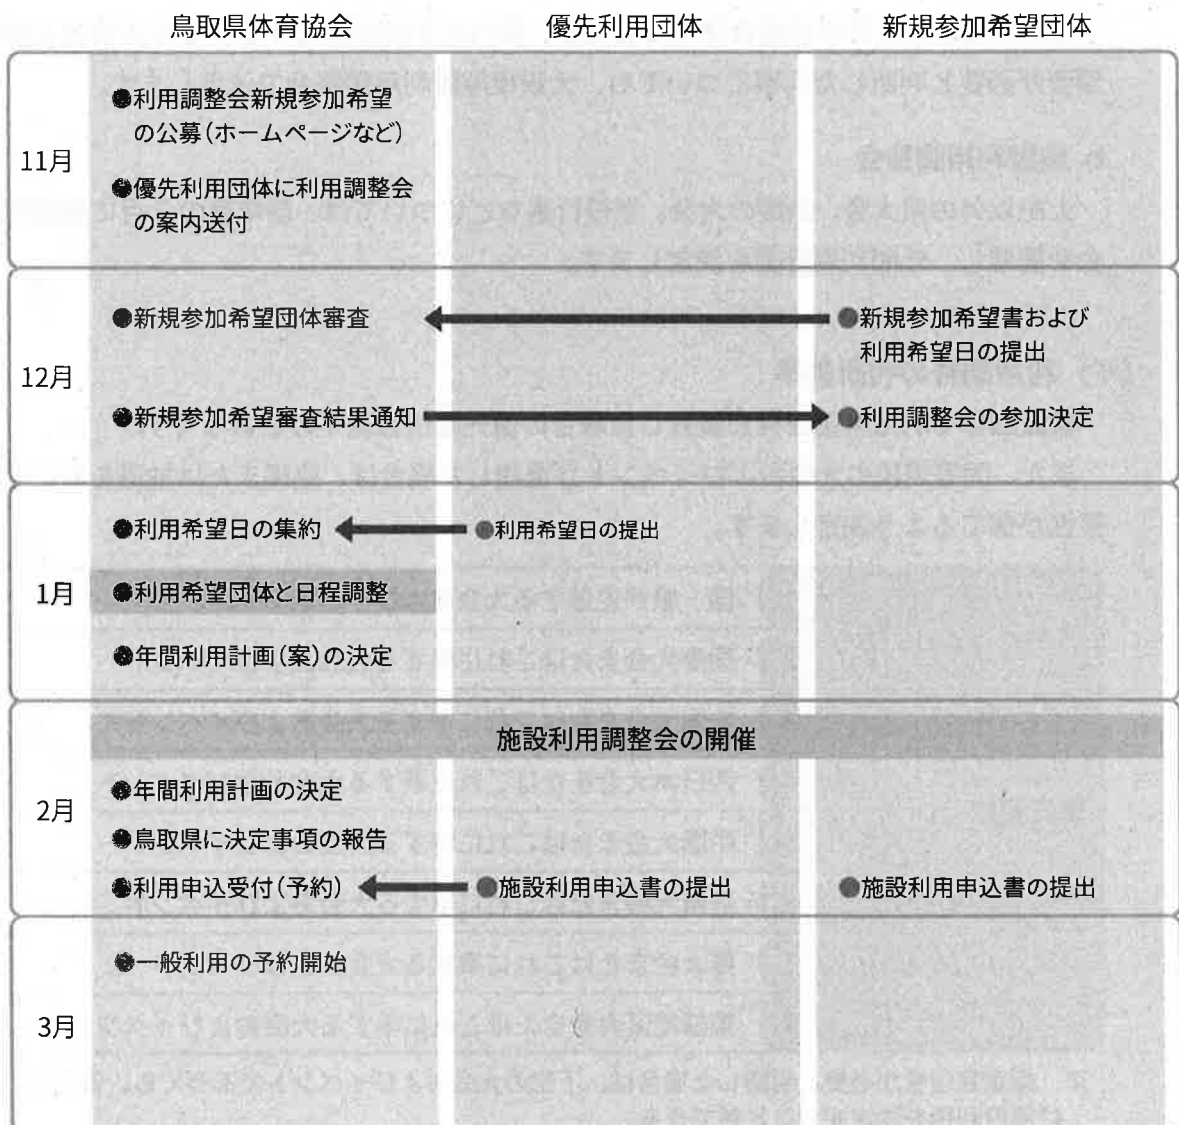 鳥取県体育協会
優先利用団体
新規参加希望団体
11月
●利用調整会新規参加希望
の公募（ホームページなど）
●優先利用団体に利用調整会
の案内送付
12月
●新規参加希望団体審査
●新規参加希望書および
利用希望日の提出
●新規参加希望審査結果通知
●利用調整会の参加決定
1月
●利用希望日の集約
●利用希望日の提出
●利用希望団体と日程調整
●年間利用計画（案）の決定
2月
施設利用調整会の開催
●年間利用計画の決定
●鳥取県に決定事項の報告
●利用申込受付（予約）
●施設利用申込書の提出
●施設利用申込書の提出
3月
●一般利用の予約開始